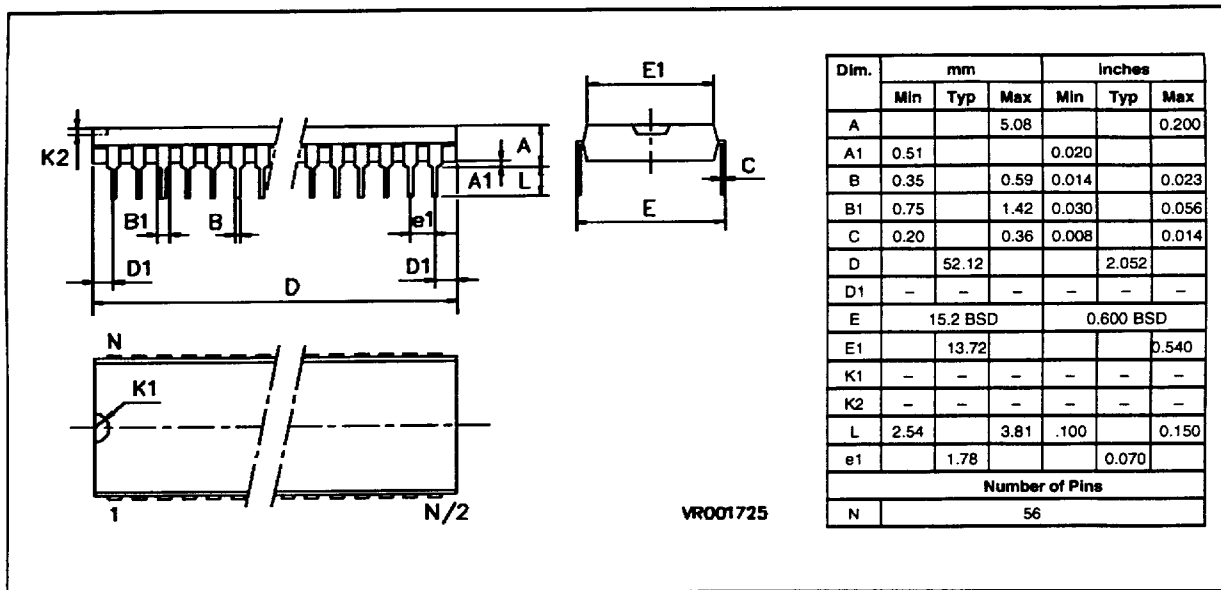 K2
B1
B
e1
D1
D1
D
A
A1
L
E1
C
E
N
K1
1
N/2
VR001725
Dim. mm inches
Min Typ Max Min Typ Max
A 5.08 0.200
A1 0.51 0.020
B 0.35 0.59 0.014 0.023
B1 0.75 1.42 0.030 0.056
C 0.20 0.36 0.008 0.014
D 52.12 2.052
D1 – – – – – –
E 15.2 BSD 0.600 BSD
E1 13.72 0.540
K1 – – – – – –
K2 – – – – – –
L 2.54 3.81 .100 0.150
e1 1.78 0.070
Number of Pins
N 56